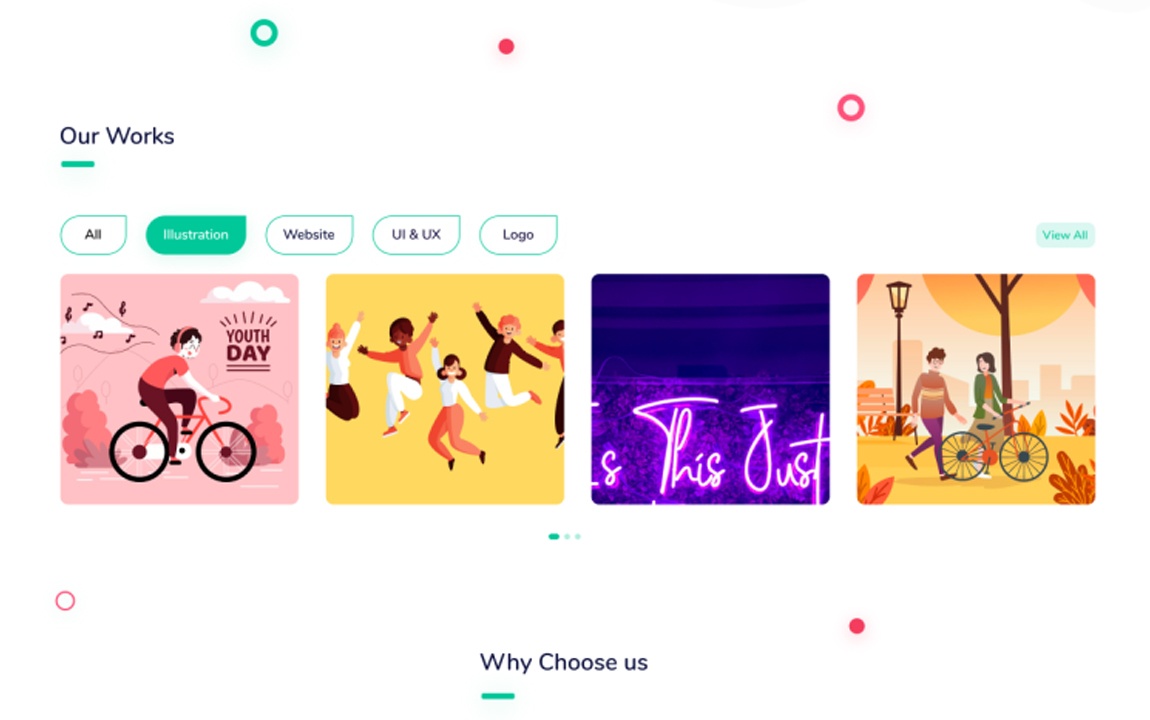 Our Works
All
Illustration
Website
UI & UX
Logo
View All
YOUTH
DAY
This Just
Why Choose us